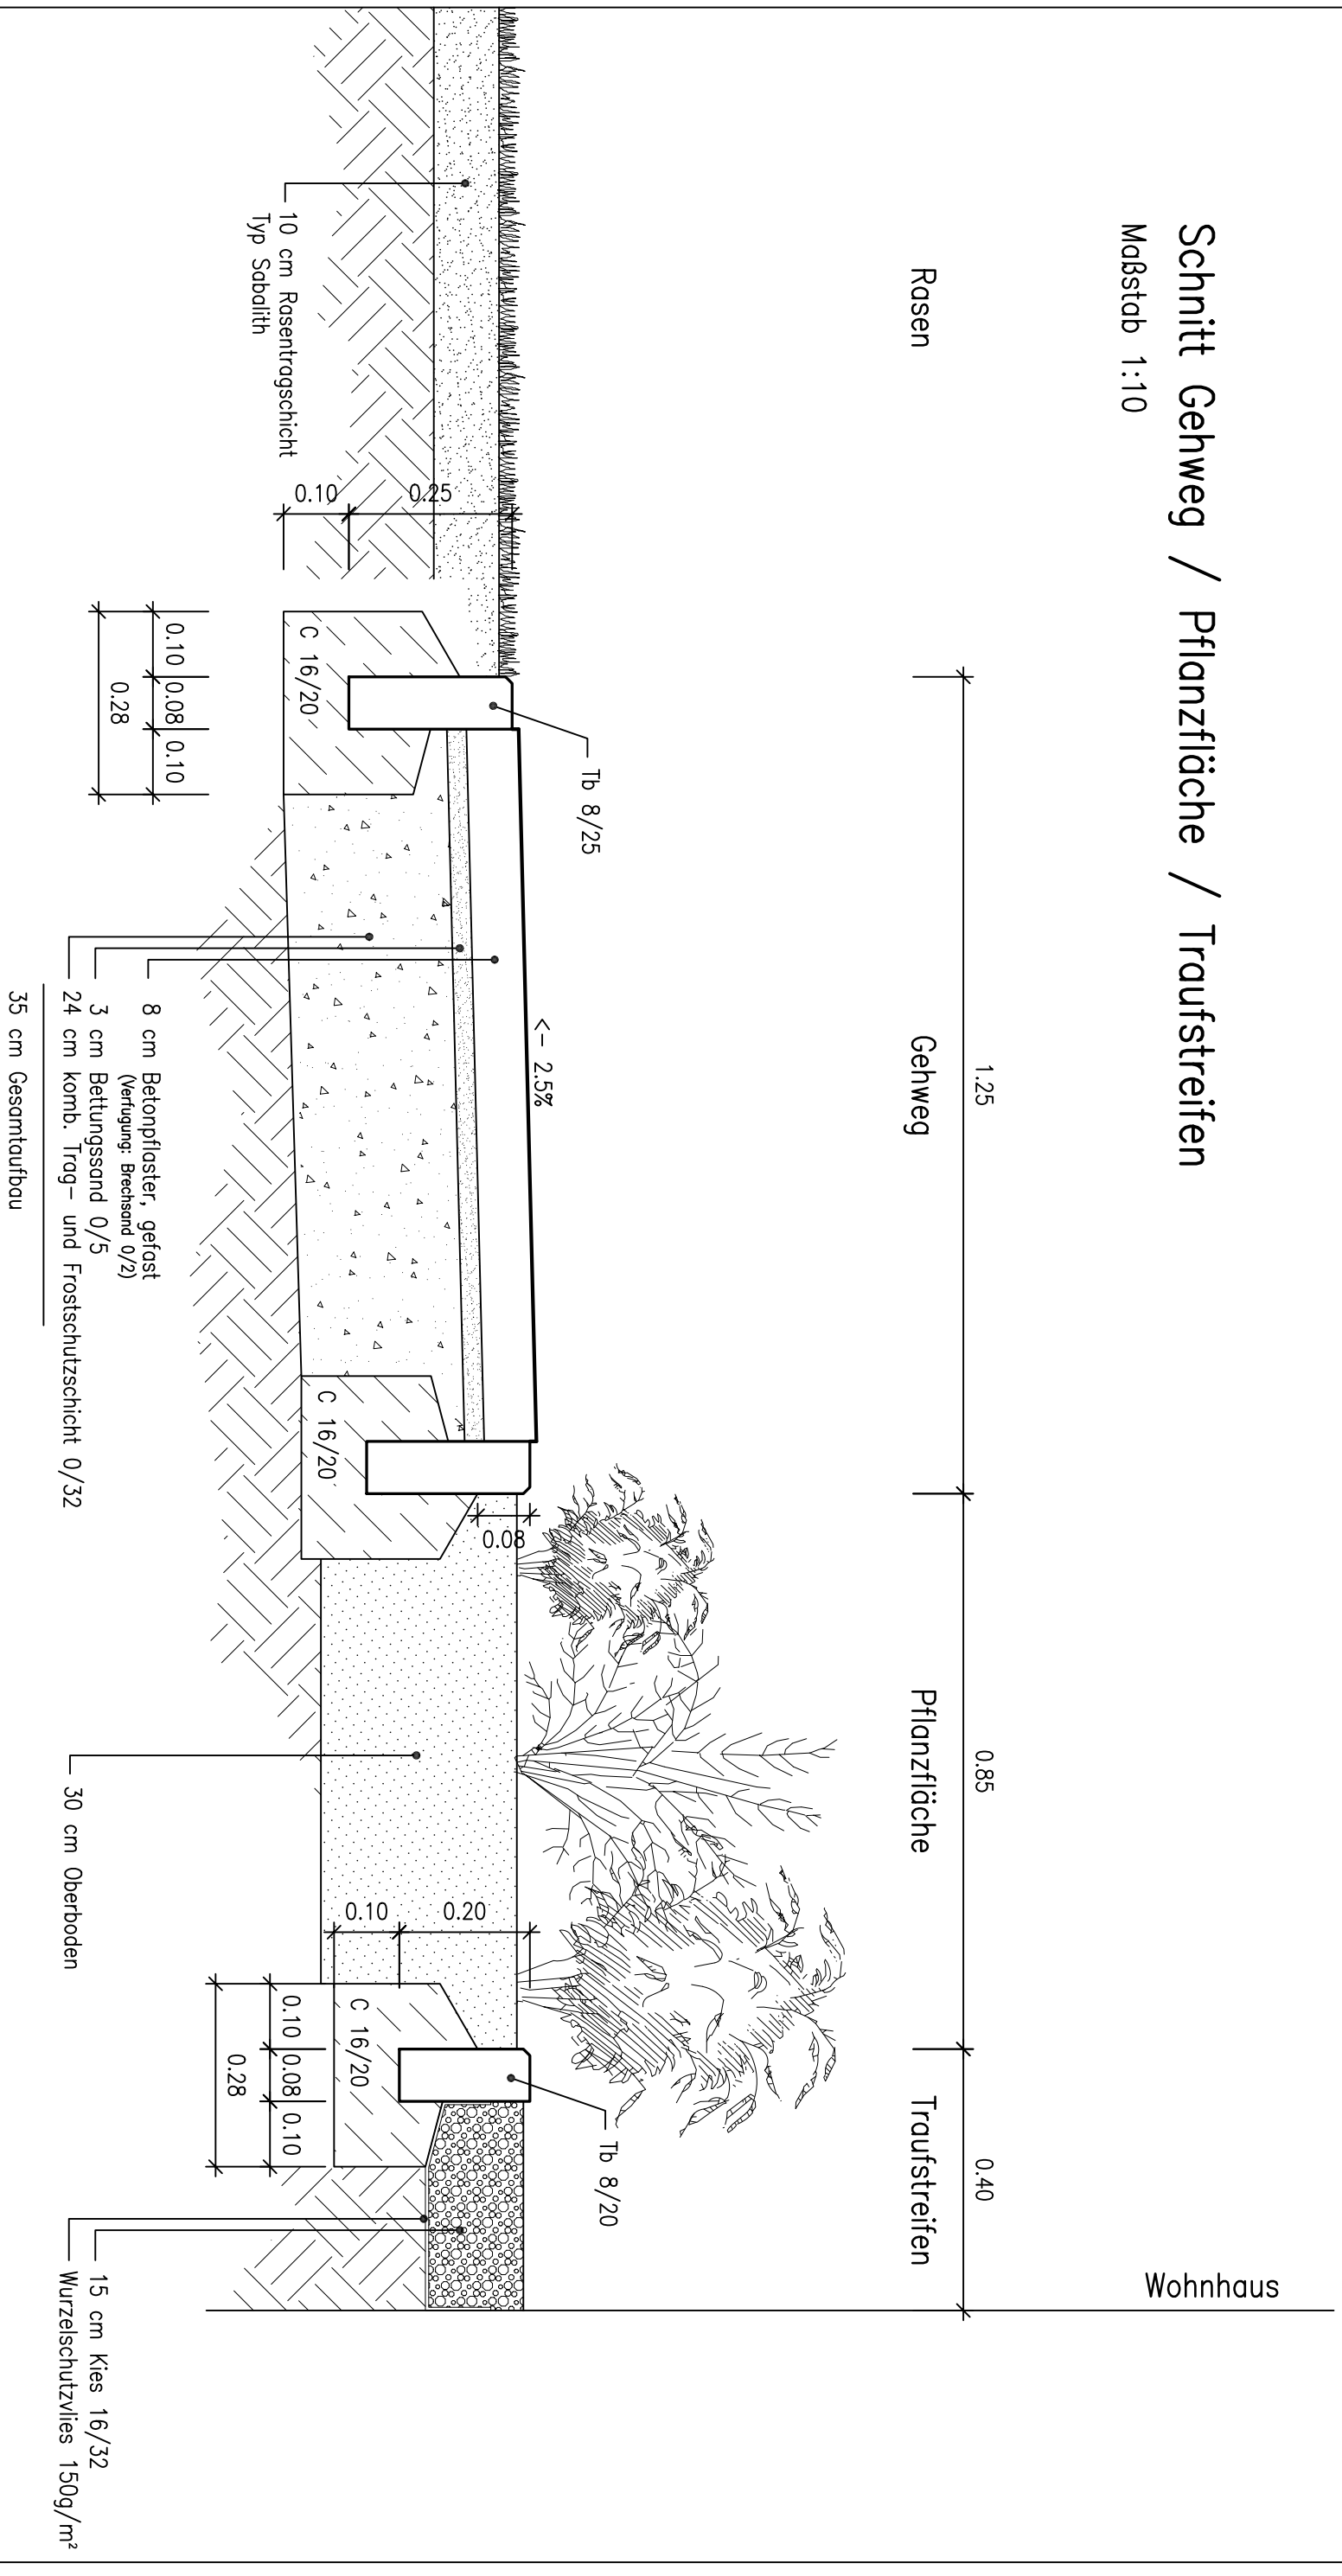 Schnitt Gehweg / Pflanzfläche / Traufstreifen
Maßstab 1:10
Wohnhaus
1.25
0.85
0.40
Rasen
Gehweg
Pflanzfläche
Traufstreifen
Tb 8/25
<- 2.5%
Tb 8/20
0.25
0.10
0.08
0.20
0.10
C 16/20
C 16/20
C 16/20
10 cm Rasentragschicht
Typ Sabalith
0.10
0.08
0.10
0.28
0.10
0.08
0.10
0.28
8 cm Betonpflaster, gefast
(Verfugung: Brechsand 0/2)
3 cm Bettungssand 0/5
24 cm komb. Trag- und Frostschutzschicht 0/32
35 cm Gesamtaufbau
30 cm Oberboden
15 cm Kies 16/32
Wurzelschutzvlies 150g/m²